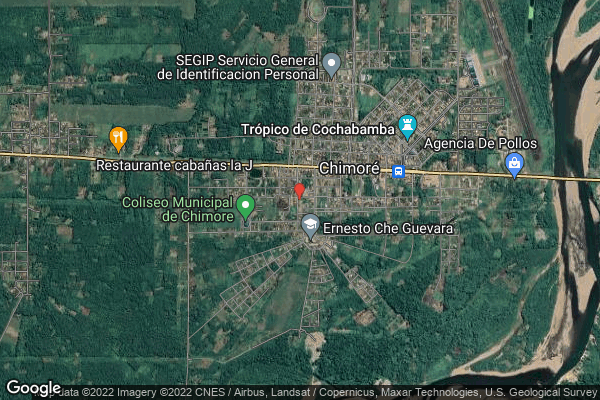 SEGIP Servicio General
de Identificacion Personal
Trópico de Cochabamba
Agencia De Pollos
Restaurante cabañas la J
Chimoré
Coliseo Municipal
de Chimore
Ernesto Che Guevara
Google
data ©2022 Imagery ©2022 CNES / Airbus, Landsat / Copernicus, Maxar Technologies, U.S. Geological Survey